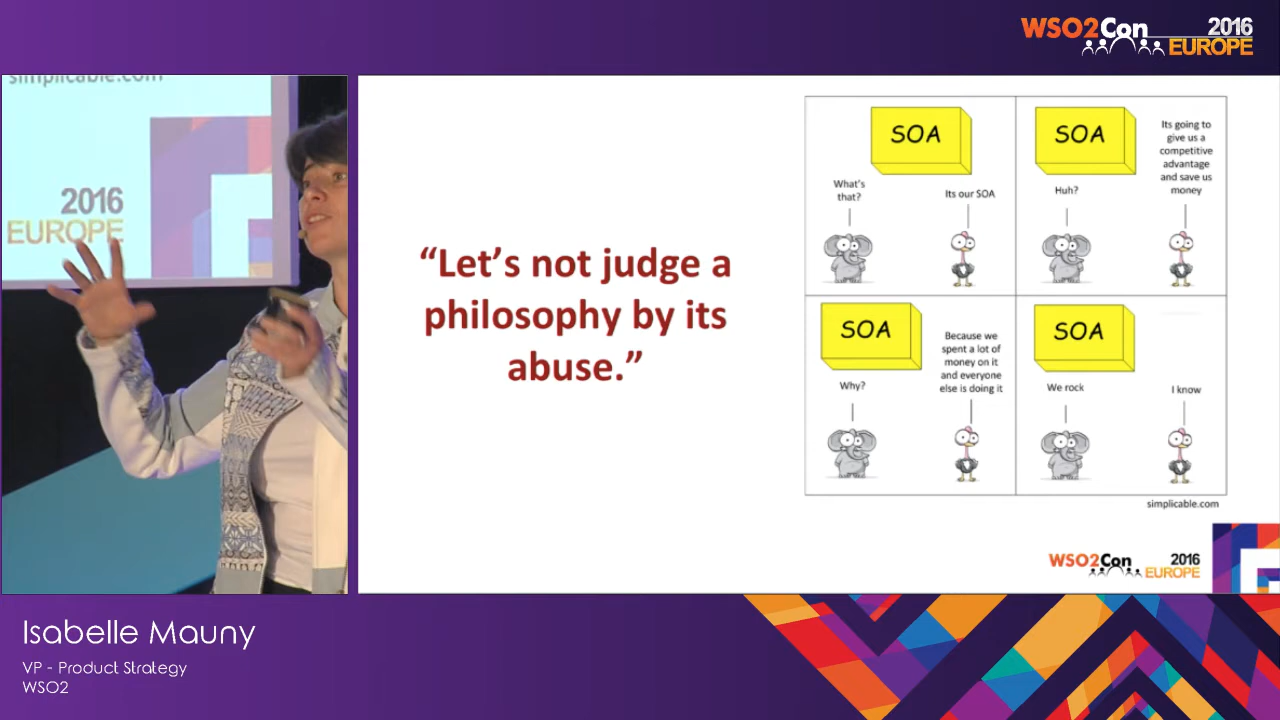 WSO2Con 2016
EUROPE
simplicable.com
2016
EUROPE
“Let’s not judge a
philosophy by its
abuse.”
SOA
What's
that?
Its our SOA
SOA
Huh?
Its going to
give us a
competitive
advantage
and save us
money
SOA
Why?
Because we
spent a lot of
money on it
and everyone
else is doing it
SOA
We rock
I know
simplicable.com
WSO2Con 2016
EUROPE
Isabelle Mauny
VP - Product Strategy
WSO2